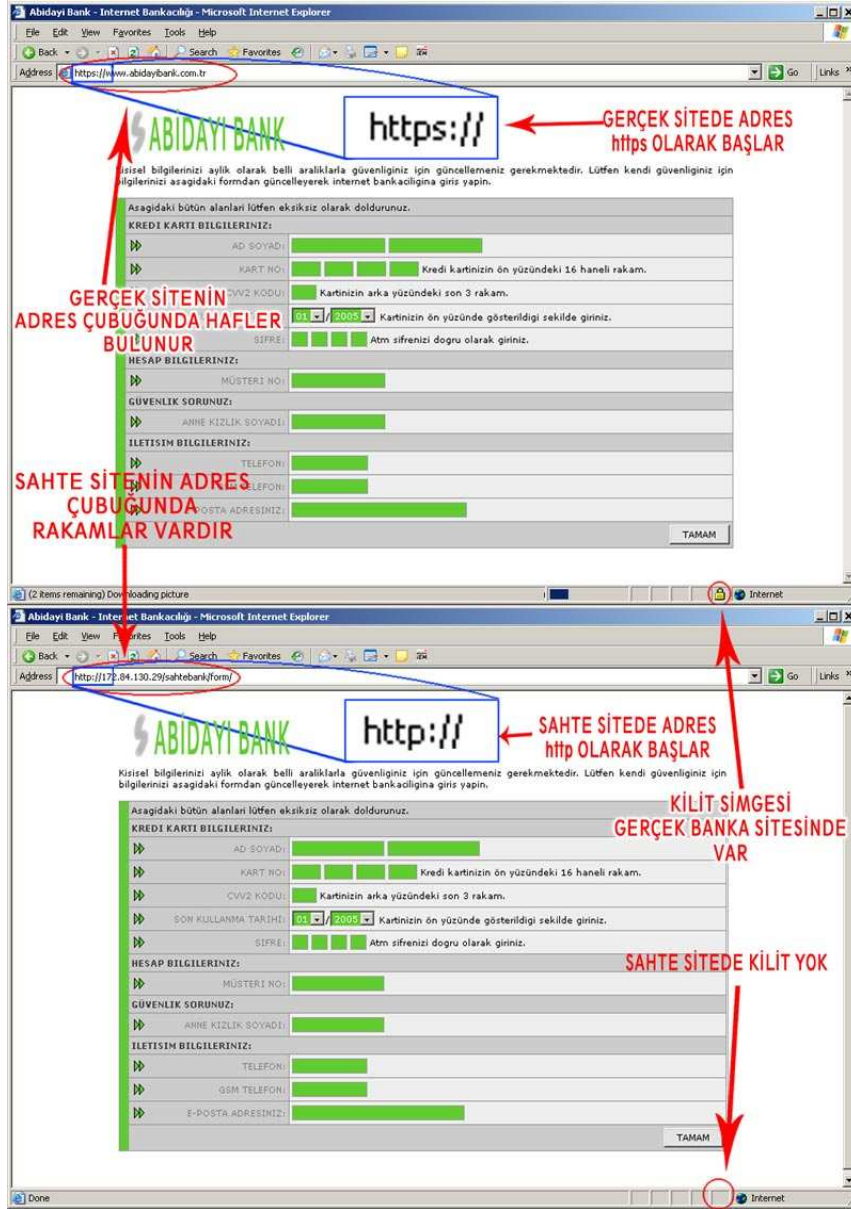 Abidayi Bank - Internet Bankacılığı - Microsoft Internet Explorer
File Edit View Favorites Tools Help
Back Search Favorites
Address https://www.abidayibank.com.tr Go Links »
ABİDAYI BANK
https://
GERÇEK SİTEDE ADRES
https OLARAK BAŞLAR
Kisisel bilgilerinizi aylik olarak belli araliklarla güvenliginiz için güncellemeniz gerekmektedir. Lütfen kendi güvenliginiz için
bilgilerinizi asagidaki formdan güncelleyerek internet bankaciligina giris yapin.
Asagidaki bütün alanlari lütfen eksiksiz olarak doldurunuz.
KREDI KARTI BILGILERINIZ:
AD SOYAD:
KART NO: Kredi kartinizin ön yüzündeki 16 haneli rakam.
CVV2 KODU: Kartinizin arka yüzündeki son 3 rakam.
GERÇEK SİTENİN
ADRES ÇUBUĞUNDA HAFLER
BULUNUR
01 / 2005 Kartinizin ön yüzünde gösterildigi sekilde giriniz.
SIFRE: Atm sifrenizi dogru olarak giriniz.
HESAP BILGILERINIZ:
MÜSTERI NO:
GÜVENLIK SORUNUZ:
ANNE KIZLIK SOYADI:
ILETISIM BILGILERINIZ:
TELEFON:
TELEFON:
POSTA ADRESINIZ:
SAHTE SİTENİN ADRES
ÇUBUĞUNDA
RAKAMLAR VARDIR
TAMAM
(2 items remaining) Downloading picture Internet
Abidayi Bank - Internet Bankacılığı - Microsoft Internet Explorer
File Edit View Favorites Tools Help
Back Search Favorites
Address http://172.84.130.29/sahtebank/form/ Go Links »
ABİDAYI BANK
http://
SAHTE SİTEDE ADRES
http OLARAK BAŞLAR
Kisisel bilgilerinizi aylik olarak belli araliklarla güvenliginiz için güncellemeniz gerekmektedir. Lütfen kendi güvenliginiz için
bilgilerinizi asagidaki formdan güncelleyerek internet bankaciligina giris yapin.
KİLİT SİMGESİ
GERÇEK BANKA SİTESİNDE
VAR
Asagidaki bütün alanlari lütfen eksiksiz olarak doldurunuz.
KREDI KARTI BILGILERINIZ:
AD SOYAD:
KART NO: Kredi kartinizin ön yüzündeki 16 haneli rakam.
CVV2 KODU: Kartinizin arka yüzündeki son 3 rakam.
SON KULLANMA TARIHI: 01 / 2005 Kartinizin ön yüzünde gösterildigi sekilde giriniz.
SIFRE: Atm sifrenizi dogru olarak giriniz.
SAHTE SİTEDE KİLİT YOK
HESAP BILGILERINIZ:
MÜSTERI NO:
GÜVENLIK SORUNUZ:
ANNE KIZLIK SOYADI:
ILETISIM BILGILERINIZ:
TELEFON:
GSM TELEFON:
E-POSTA ADRESINIZ:
TAMAM
Done Internet